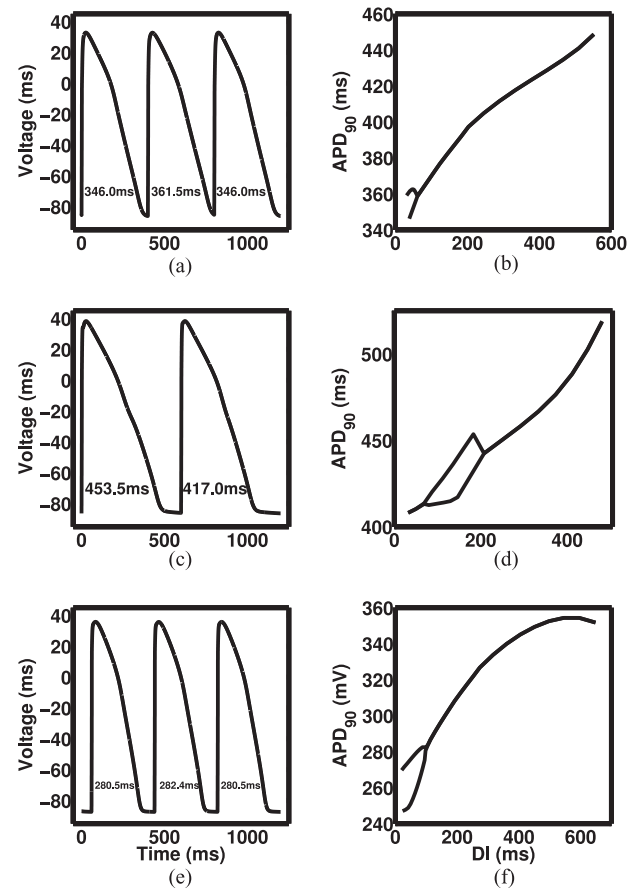 40
20
0
−20
−40
−60
−80
Voltage (ms)
346.0ms 361.5ms 346.0ms
0 500 1000
(a)
460
440
420
400
380
360
340
APD90 (ms)
0 200 400 600
(b)
40
20
0
−20
−40
−60
−80
Voltage (ms)
453.5ms 417.0ms
0 500 1000
(c)
500
450
400
APD90 (ms)
0 200 400
(d)
40
20
0
−20
−40
−60
−80
Voltage (ms)
280.5ms 282.4ms 280.5ms
0 500 1000
Time (ms)
(e)
360
340
320
300
280
260
240
APD90 (mV)
0 200 400 600
DI (ms)
(f)